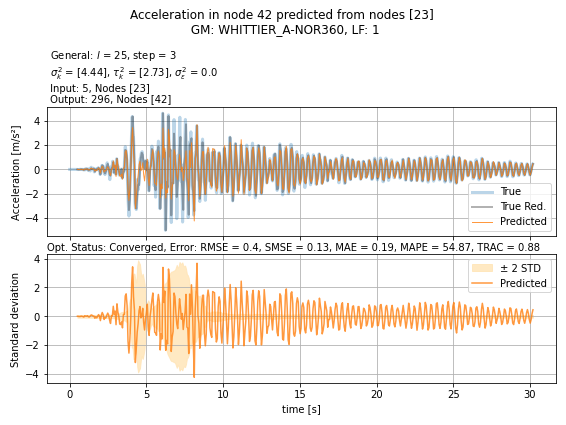 Acceleration in node 42 predicted from nodes [23]
GM: WHITTIER_A-NOR360, LF: 1
General: l = 25, step = 3
σ²ₖ = [4.44], τ²ₖ = [2.73], σ²ᵣ = 0.0
Input: 5, Nodes [23]
Output: 296, Nodes [42]
Acceleration [m/s²]
4
2
0
−2
−4
True
True Red.
Predicted
Opt. Status: Converged, Error: RMSE = 0.4, SMSE = 0.13, MAE = 0.19, MAPE = 54.87, TRAC = 0.88
Standard deviation
4
2
0
−2
−4
± 2 STD
Predicted
0 5 10 15 20 25 30
time [s]